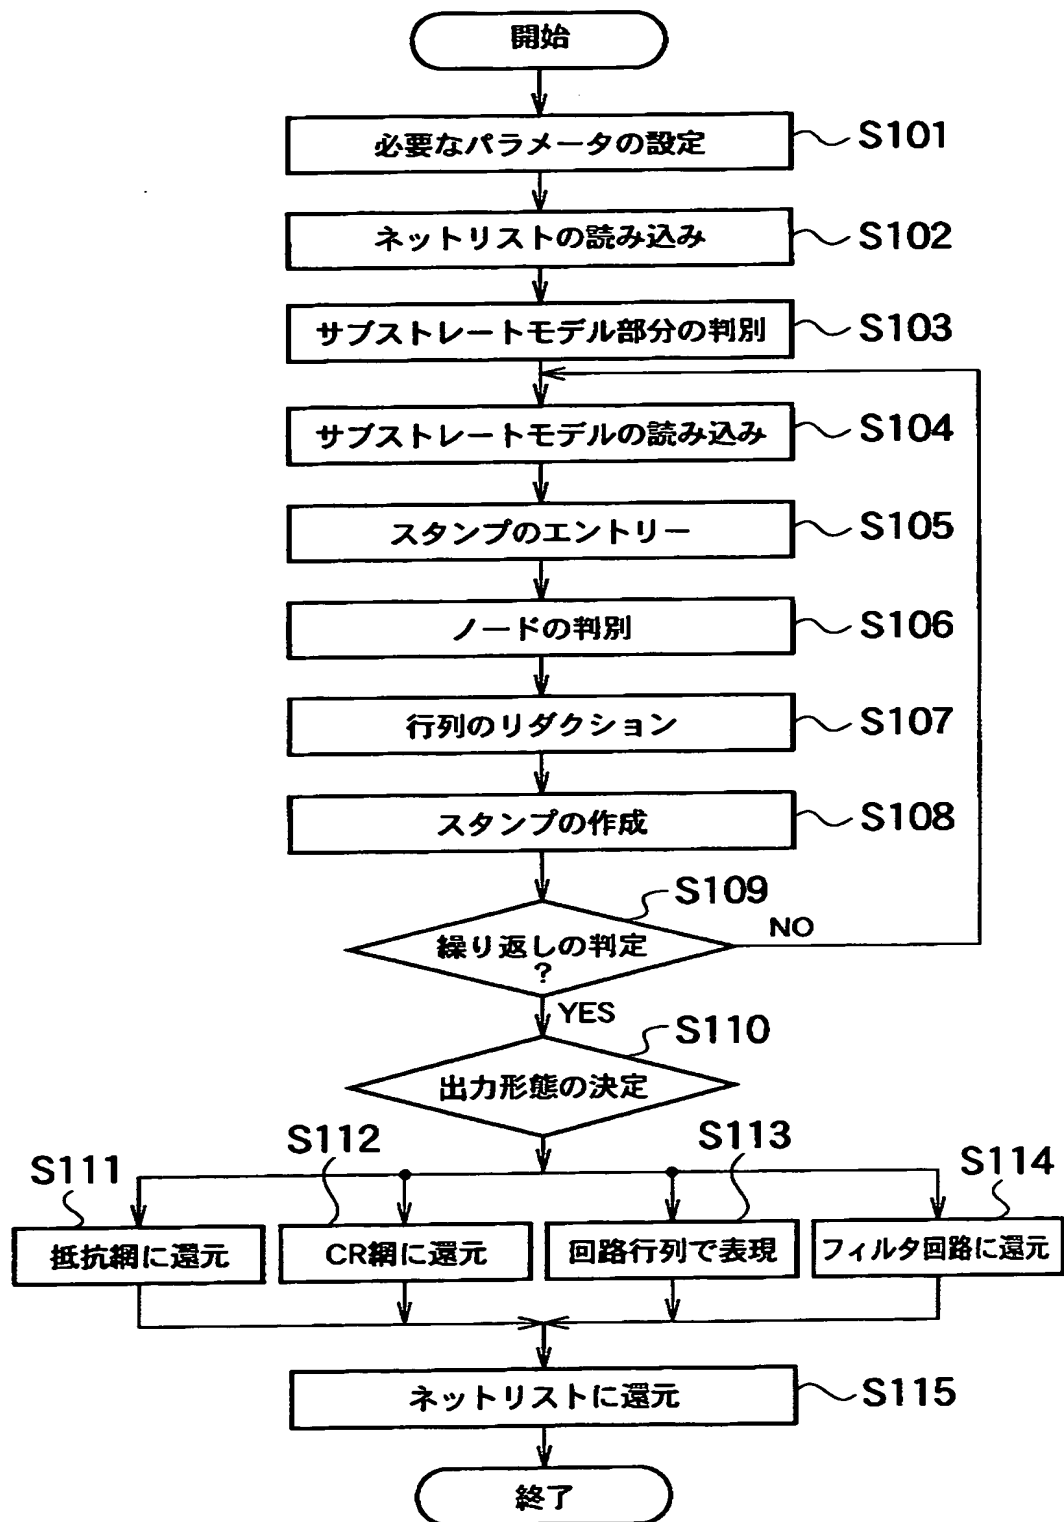 開始
必要なパラメータの設定
S101
ネットリストの読み込み
S102
サブストレートモデル部分の判別
S103
サブストレートモデルの読み込み
S104
スタンプのエントリー
S105
ノードの判別
S106
行列のリダクション
S107
スタンプの作成
S108
S109
繰り返しの判定
?
NO
YES
S110
出力形態の決定
S111
S112
S113
S114
抵抗網に還元
CR網に還元
回路行列で表現
フィルタ回路に還元
ネットリストに還元
S115
終了